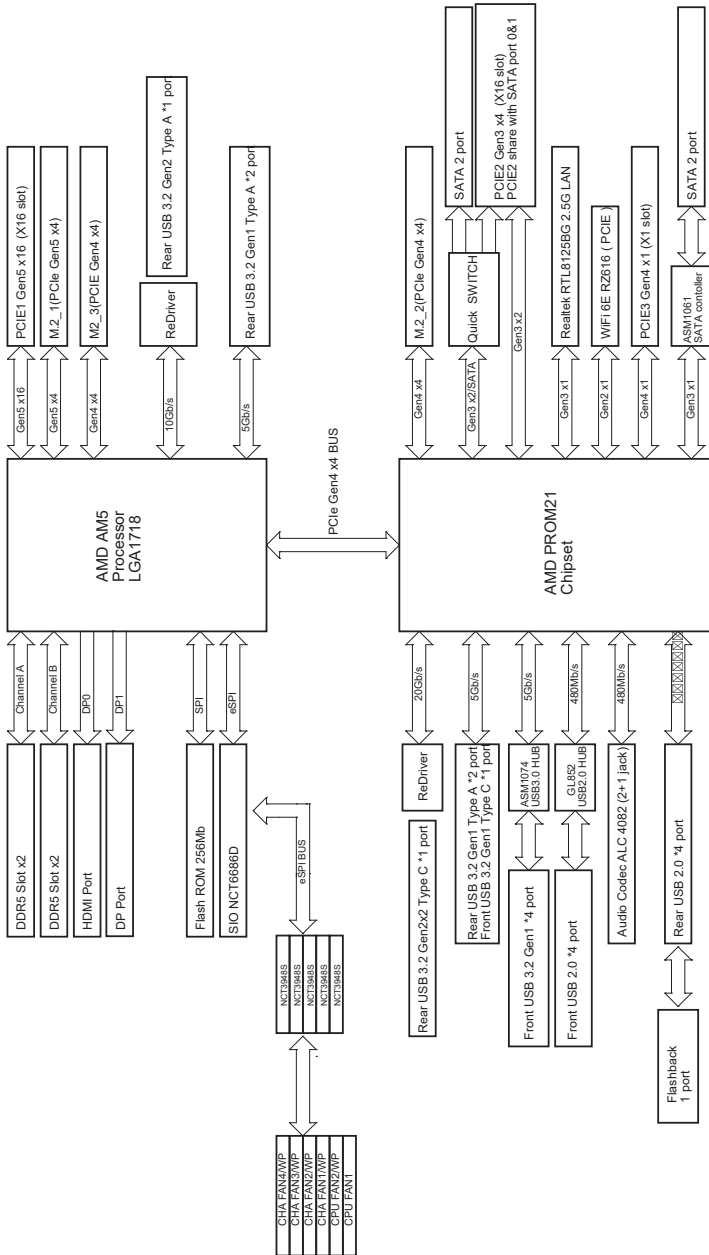 DDR5 Slot x2
Channel A
DDR5 Slot x2
Channel B
HDMI Port
DP0
DP Port
DP1
Flash ROM 256Mb
SPI
SIO NCT6686D
eSPI
AMD AM5
Processor
LGA1718
Gen5 x16
PCIE1 Gen5 x16 (X16 slot)
Gen5 x4
M.2_1(PCIe Gen5 x4)
Gen4 x4
M2_3(PCIE Gen4 x4)
10Gb/s
ReDriver
Rear USB 3.2 Gen2 Type A *1 port
5Gb/s
Rear USB 3.2 Gen1 Type A *2 port
CHA FAN4/WP
CHA FAN3/WP
CHA FAN2/WP
CHA FAN1/WP
CPU FAN2/WP
CPU FAN1
NCT3948S
NCT3948S
NCT3948S
NCT3948S
NCT3948S
eSPI BUS
PCIe Gen4 x4 BUS
Rear USB 3.2 Gen2x2 Type C *1 port
ReDriver
20Gb/s
Rear USB 3.2 Gen1 Type A *2 port
Front USB 3.2 Gen1 Type C *1 port
5Gb/s
Front USB 3.2 Gen1 *4 port
ASM1074
USB3.0 HUB
5Gb/s
Front USB 2.0 *4 port
GL852
USB2.0 HUB
480Mb/s
Audio Codec ALC 4082 (2+1 jack)
480Mb/s
Flashback
1 port
Rear USB 2.0 *4 port
AMD PROM21
Chipset
Gen4 x4
M.2_2(PCIe Gen4 x4)
Gen3 x2/SATA
Quick SWITCH
SATA 2 port
Gen3 x2
PCIE2 Gen3 x4 (X16 slot)
PCIE2 share with SATA port 0&1
Gen3 x1
Realtek RTL8125BG 2.5G LAN
Gen2 x1
WiFi 6E RZ616 ( PCIE )
Gen4 x1
PCIE3 Gen4 x1 (X1 slot)
Gen3 x1
ASM1061
SATA contoller
SATA 2 port